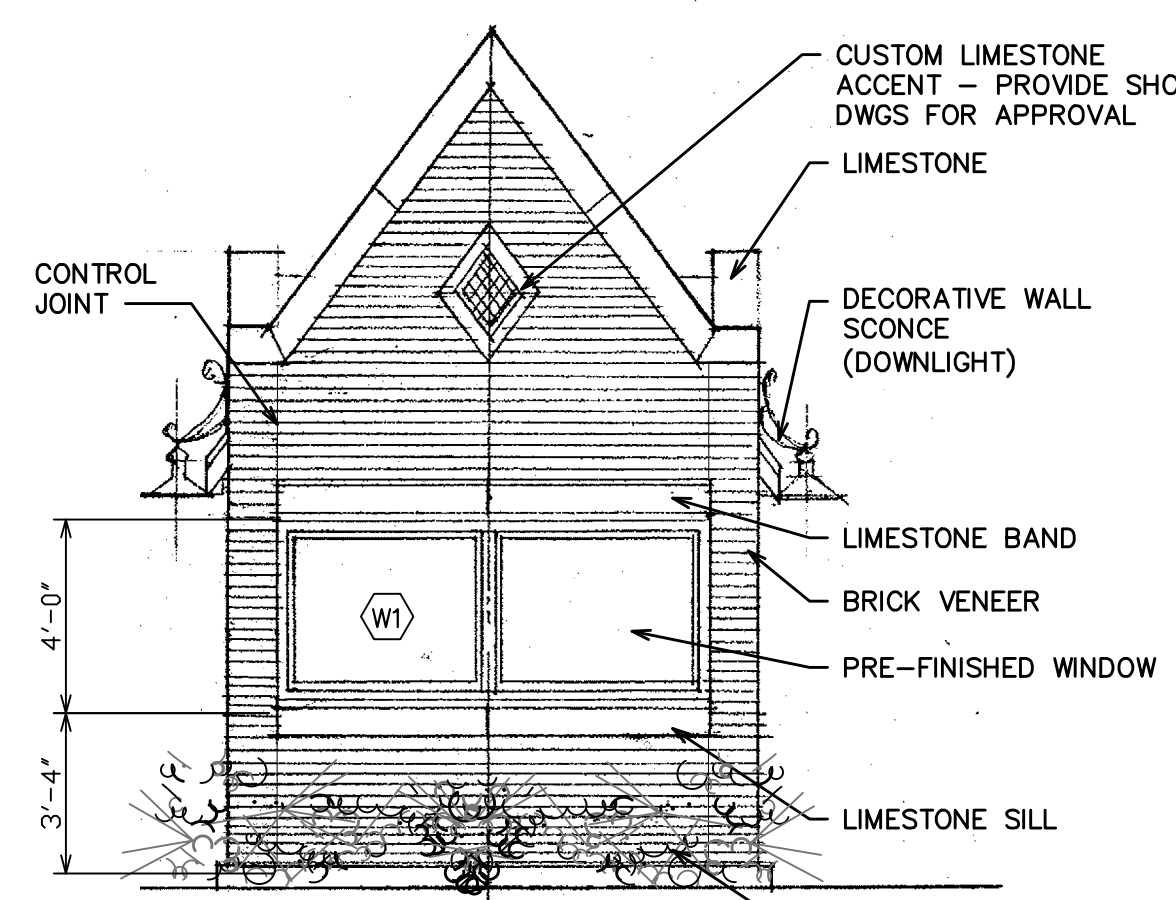 CUSTOM LIMESTONE
ACCENT – PROVIDE SHO
DWGS FOR APPROVAL
LIMESTONE
CONTROL
JOINT
DECORATIVE WALL
SCONCE
(DOWNLIGHT)
LIMESTONE BAND
BRICK VENEER
4'-0"
W1
PRE-FINISHED WINDOW
3'-4"
LIMESTONE SILL